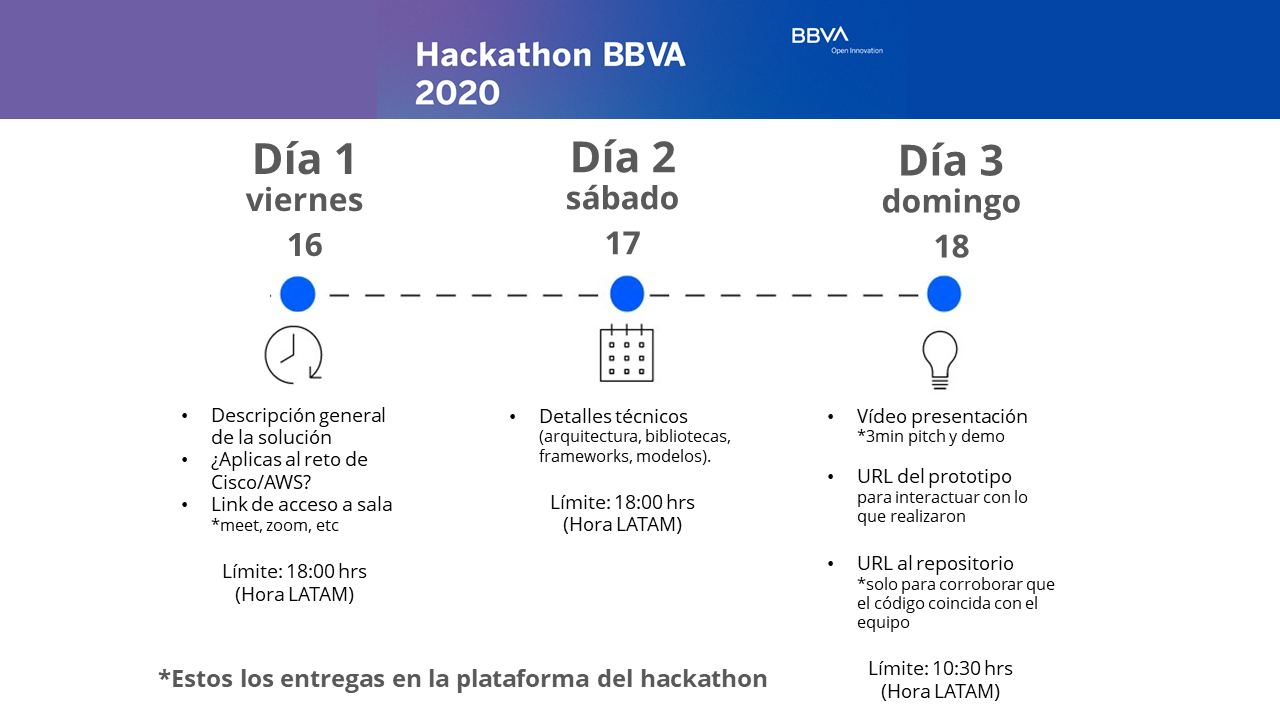 Hackathon BBVA
2020
BBVA
Open Innovation
Día 1
viernes
16
Día 2
sábado
17
Día 3
domingo
18
• Descripción general
de la solución
• ¿Aplicas al reto de
Cisco/AWS?
• Link de acceso a sala
*meet, zoom, etc
Límite: 18:00 hrs
(Hora LATAM)
• Detalles técnicos
(arquitectura, bibliotecas,
frameworks, modelos).
Límite: 18:00 hrs
(Hora LATAM)
• Vídeo presentación
*3min pitch y demo
• URL del prototipo
para interactuar con lo
que realizaron
• URL al repositorio
*solo para corroborar que
el código coincida con el
equipo
Límite: 10:30 hrs
(Hora LATAM)
*Estos los entregas en la plataforma del hackathon